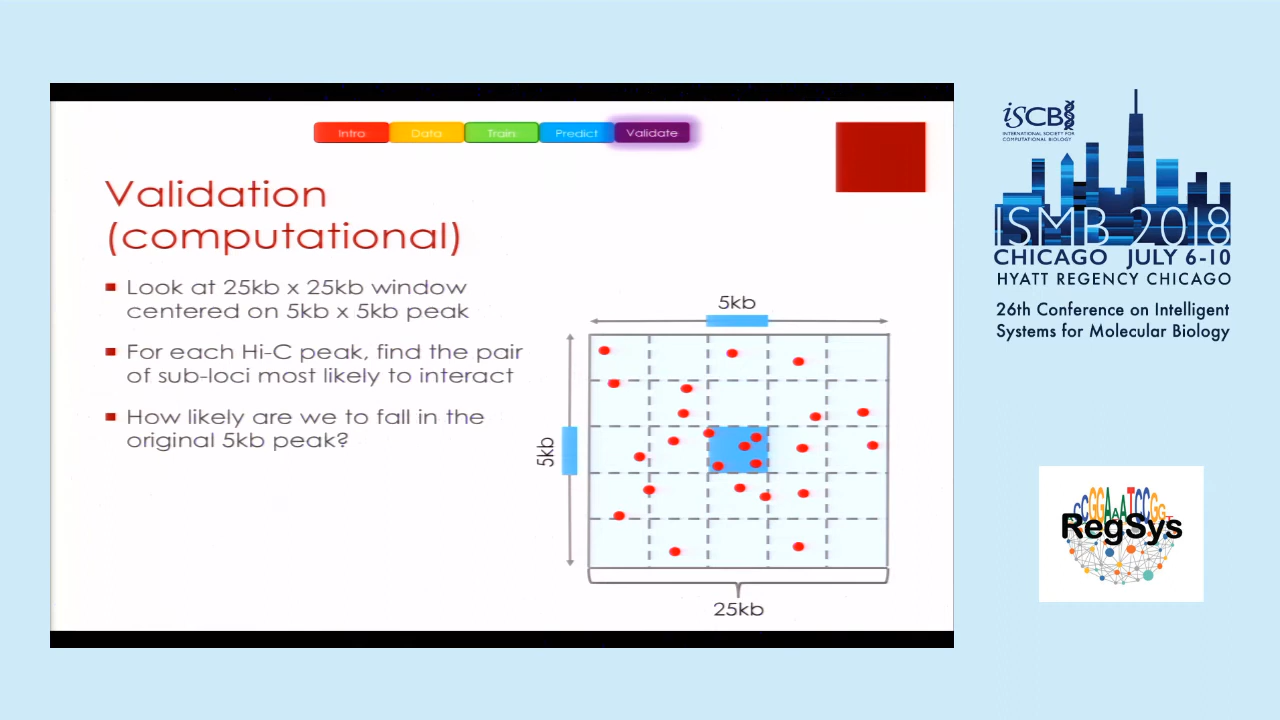 Intro
Data
Train
Predict
Validate
Validation
(computational)
Look at 25kb x 25kb window
centered on 5kb x 5kb peak
For each Hi-C peak, find the pair
of sub-loci most likely to interact
How likely are we to fall in the
original 5kb peak?
5kb
5kb
25kb
ISCB
INTERNATIONAL SOCIETY FOR
COMPUTATIONAL BIOLOGY
ISMB 2018
CHICAGO JULY 6-10
HYATT REGENCY CHICAGO
26th Conference on Intelligent
Systems for Molecular Biology
CCGGAAATCCGGT
RegSys